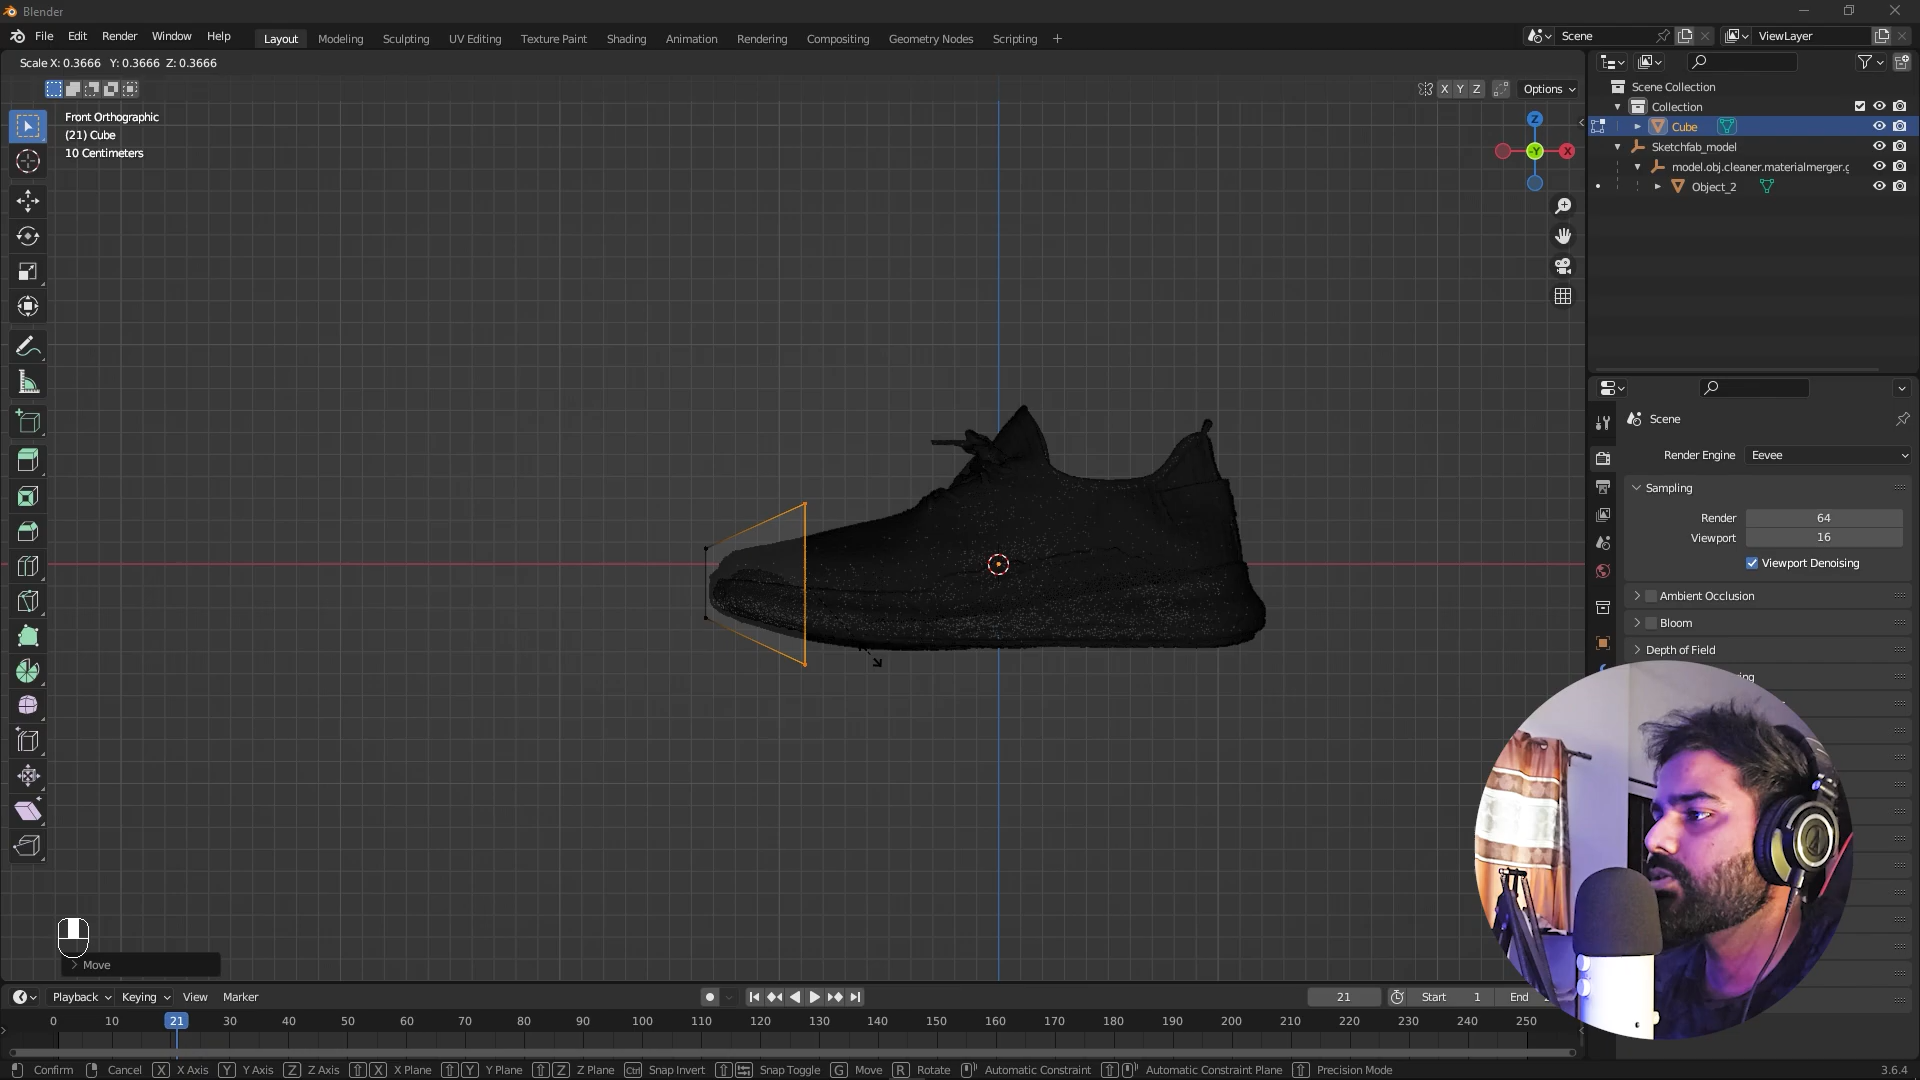 Blender
File Edit Render Window Help Layout Modeling Sculpting UV Editing Texture Paint Shading Animation Rendering Compositing Geometry Nodes Scripting + Scene ViewLayer
Scale X: 0.3666 Y: 0.3666 Z: 0.3666
X Y Z Options
Front Orthographic
(21) Cube
10 Centimeters
Z
-Y
X
Scene Collection
Collection
Cube
Sketchfab_model
model.obj.cleaner.materialmerger.g
Object_2
Scene
Render Engine Eevee
Sampling
Render 64
Viewport 16
Viewport Denoising
Ambient Occlusion
Bloom
Depth of Field
Move
Playback Keying View Marker 21 Start 1 End
0 10 21 30 40 50 60 70 80 90 100 110 120 130 140 150 160 170 180 190 200 210 220 230 240 250
Confirm Cancel X X Axis Y Y Axis Z Z Axis X X Plane Y Y Plane Z Z Plane Ctrl Snap Invert Snap Toggle G Move R Rotate Automatic Constraint Automatic Constraint Plane Precision Mode 3.6.4